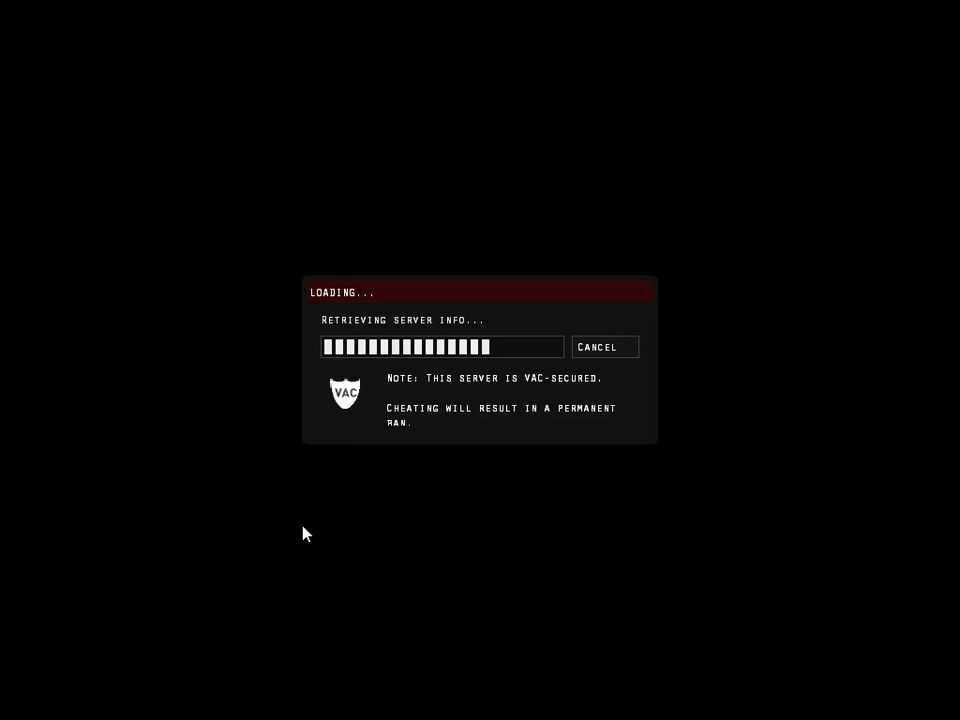 LOADING...
RETRIEVING SERVER INFO...
CANCEL
NOTE: THIS SERVER IS VAC-SECURED.
VAC
CHEATING WILL RESULT IN A PERMANENT
BAN.